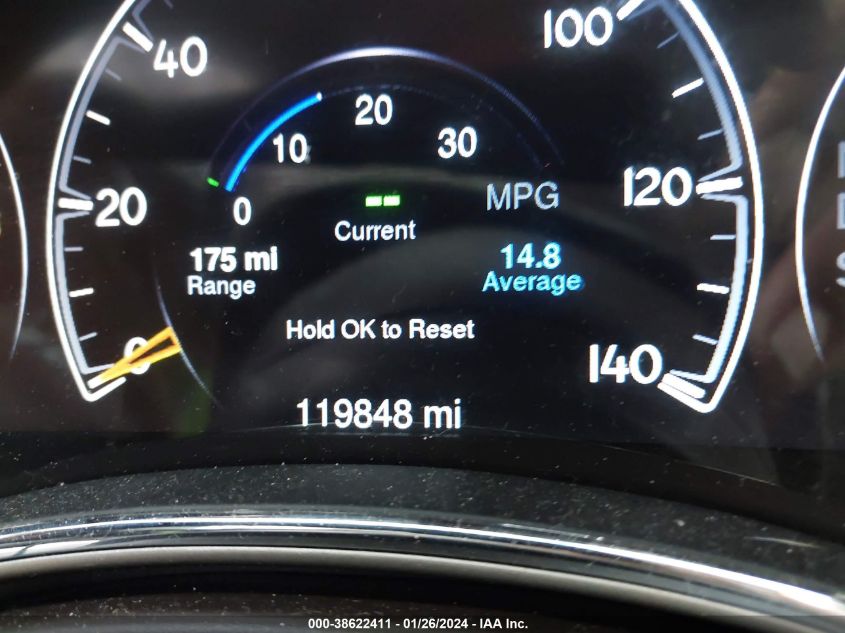 40
100
20
10
30
20
120
0
--
MPG
Current
175 mi
14.8
Range
Average
Hold OK to Reset
0
140
119848 mi
000-38622411 - 01/26/2024 - IAA Inc.